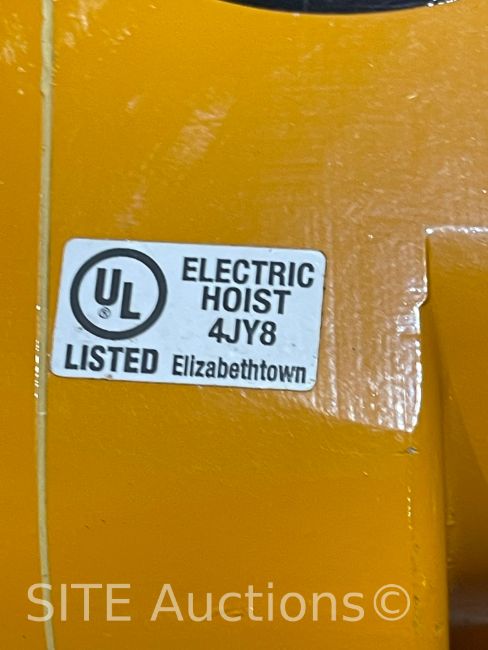 UL
®
ELECTRIC
HOIST
4JY8
LISTED Elizabethtown
SITE Auctions©